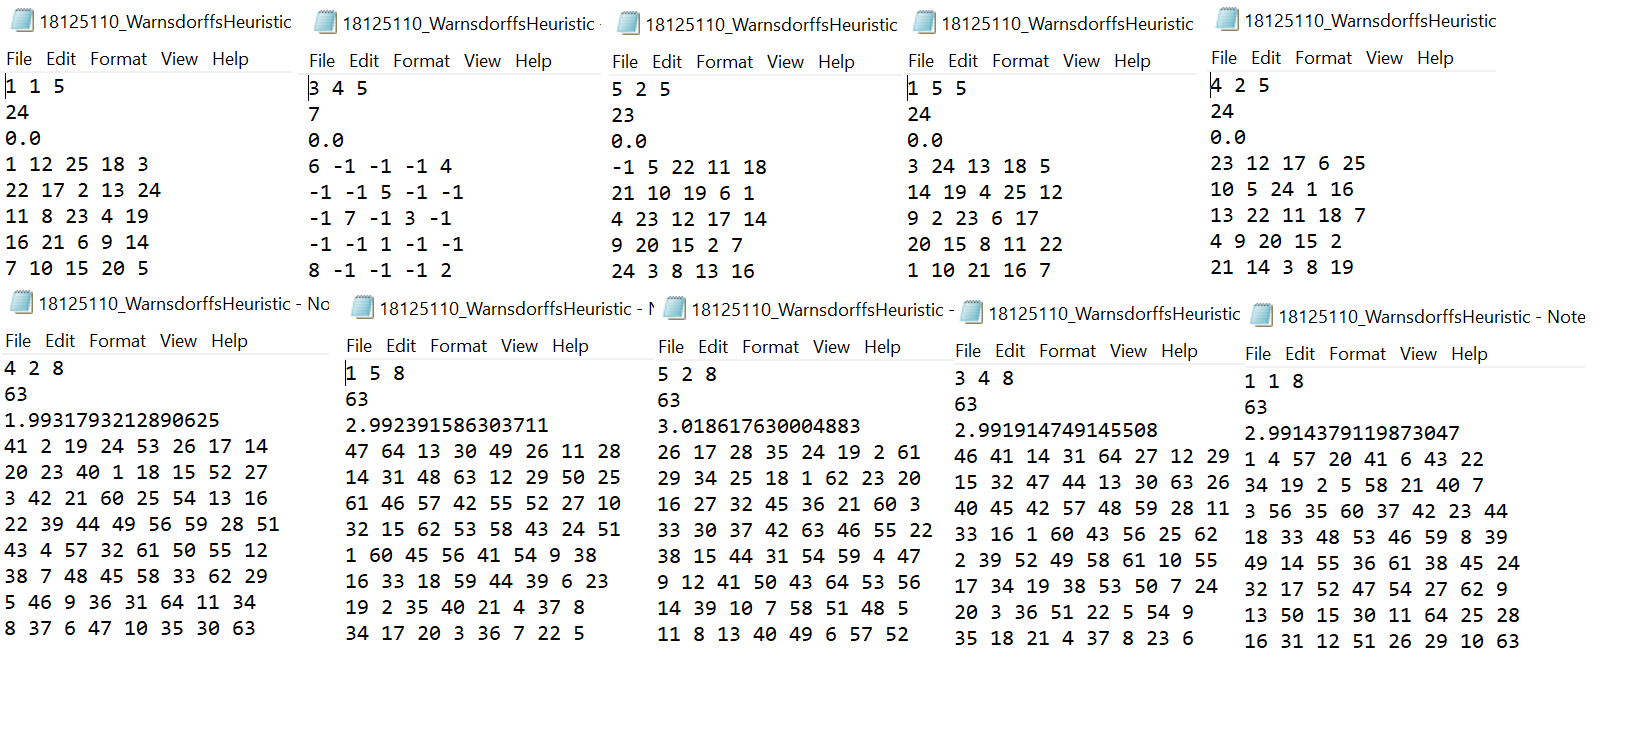 18125110_WarnsdorffsHeuristic
File Edit Format View Help
1 1 5
24
0.0
1 12 25 18 3
22 17 2 13 24
11 8 23 4 19
16 21 6 9 14
7 10 15 20 5
18125110_WarnsdorffsHeuristic -
File Edit Format View Help
3 4 5
7
0.0
6 -1 -1 -1 4
-1 -1 5 -1 -1
-1 7 -1 3 -1
-1 -1 1 -1 -1
8 -1 -1 -1 2
18125110_WarnsdorffsHeuristic
File Edit Format View Help
5 2 5
23
0.0
-1 5 22 11 18
21 10 19 6 1
4 23 12 17 14
9 20 15 2 7
24 3 8 13 16
18125110_WarnsdorffsHeuristic
File Edit Format View Help
1 5 5
24
0.0
3 24 13 18 5
14 19 4 25 12
9 2 23 6 17
20 15 8 11 22
1 10 21 16 7
18125110_WarnsdorffsHeuristic
File Edit Format View Help
4 2 5
24
0.0
23 12 17 6 25
10 5 24 1 16
13 22 11 18 7
4 9 20 15 2
21 14 3 8 19
18125110_WarnsdorffsHeuristic - No
File Edit Format View Help
4 2 8
63
1.9931793212890625
41 2 19 24 53 26 17 14
20 23 40 1 18 15 52 27
3 42 21 60 25 54 13 16
22 39 44 49 56 59 28 51
43 4 57 32 61 50 55 12
38 7 48 45 58 33 62 29
5 46 9 36 31 64 11 34
8 37 6 47 10 35 30 63
18125110_WarnsdorffsHeuristic - N
File Edit Format View Help
1 5 8
63
2.992391586303711
47 64 13 30 49 26 11 28
14 31 48 63 12 29 50 25
61 46 57 42 55 52 27 10
32 15 62 53 58 43 24 51
1 60 45 56 41 54 9 38
16 33 18 59 44 39 6 23
19 2 35 40 21 4 37 8
34 17 20 3 36 7 22 5
18125110_WarnsdorffsHeuristic -
File Edit Format View Help
5 2 8
63
3.018617630004883
26 17 28 35 24 19 2 61
29 34 25 18 1 62 23 20
16 27 32 45 36 21 60 3
33 30 37 42 63 46 55 22
38 15 44 31 54 59 4 47
9 12 41 50 43 64 53 56
14 39 10 7 58 51 48 5
11 8 13 40 49 6 57 52
18125110_WarnsdorffsHeuristic
File Edit Format View Help
3 4 8
63
2.991914749145508
46 41 14 31 64 27 12 29
15 32 47 44 13 30 63 26
40 45 42 57 48 59 28 11
33 16 1 60 43 56 25 62
2 39 52 49 58 61 10 55
17 34 19 38 53 50 7 24
20 3 36 51 22 5 54 9
35 18 21 4 37 8 23 6
18125110_WarnsdorffsHeuristic - Note
File Edit Format View Help
1 1 8
63
2.9914379119873047
1 4 57 20 41 6 43 22
34 19 2 5 58 21 40 7
3 56 35 60 37 42 23 44
18 33 48 53 46 59 8 39
49 14 55 36 61 38 45 24
32 17 52 47 54 27 62 9
13 50 15 30 11 64 25 28
16 31 12 51 26 29 10 63